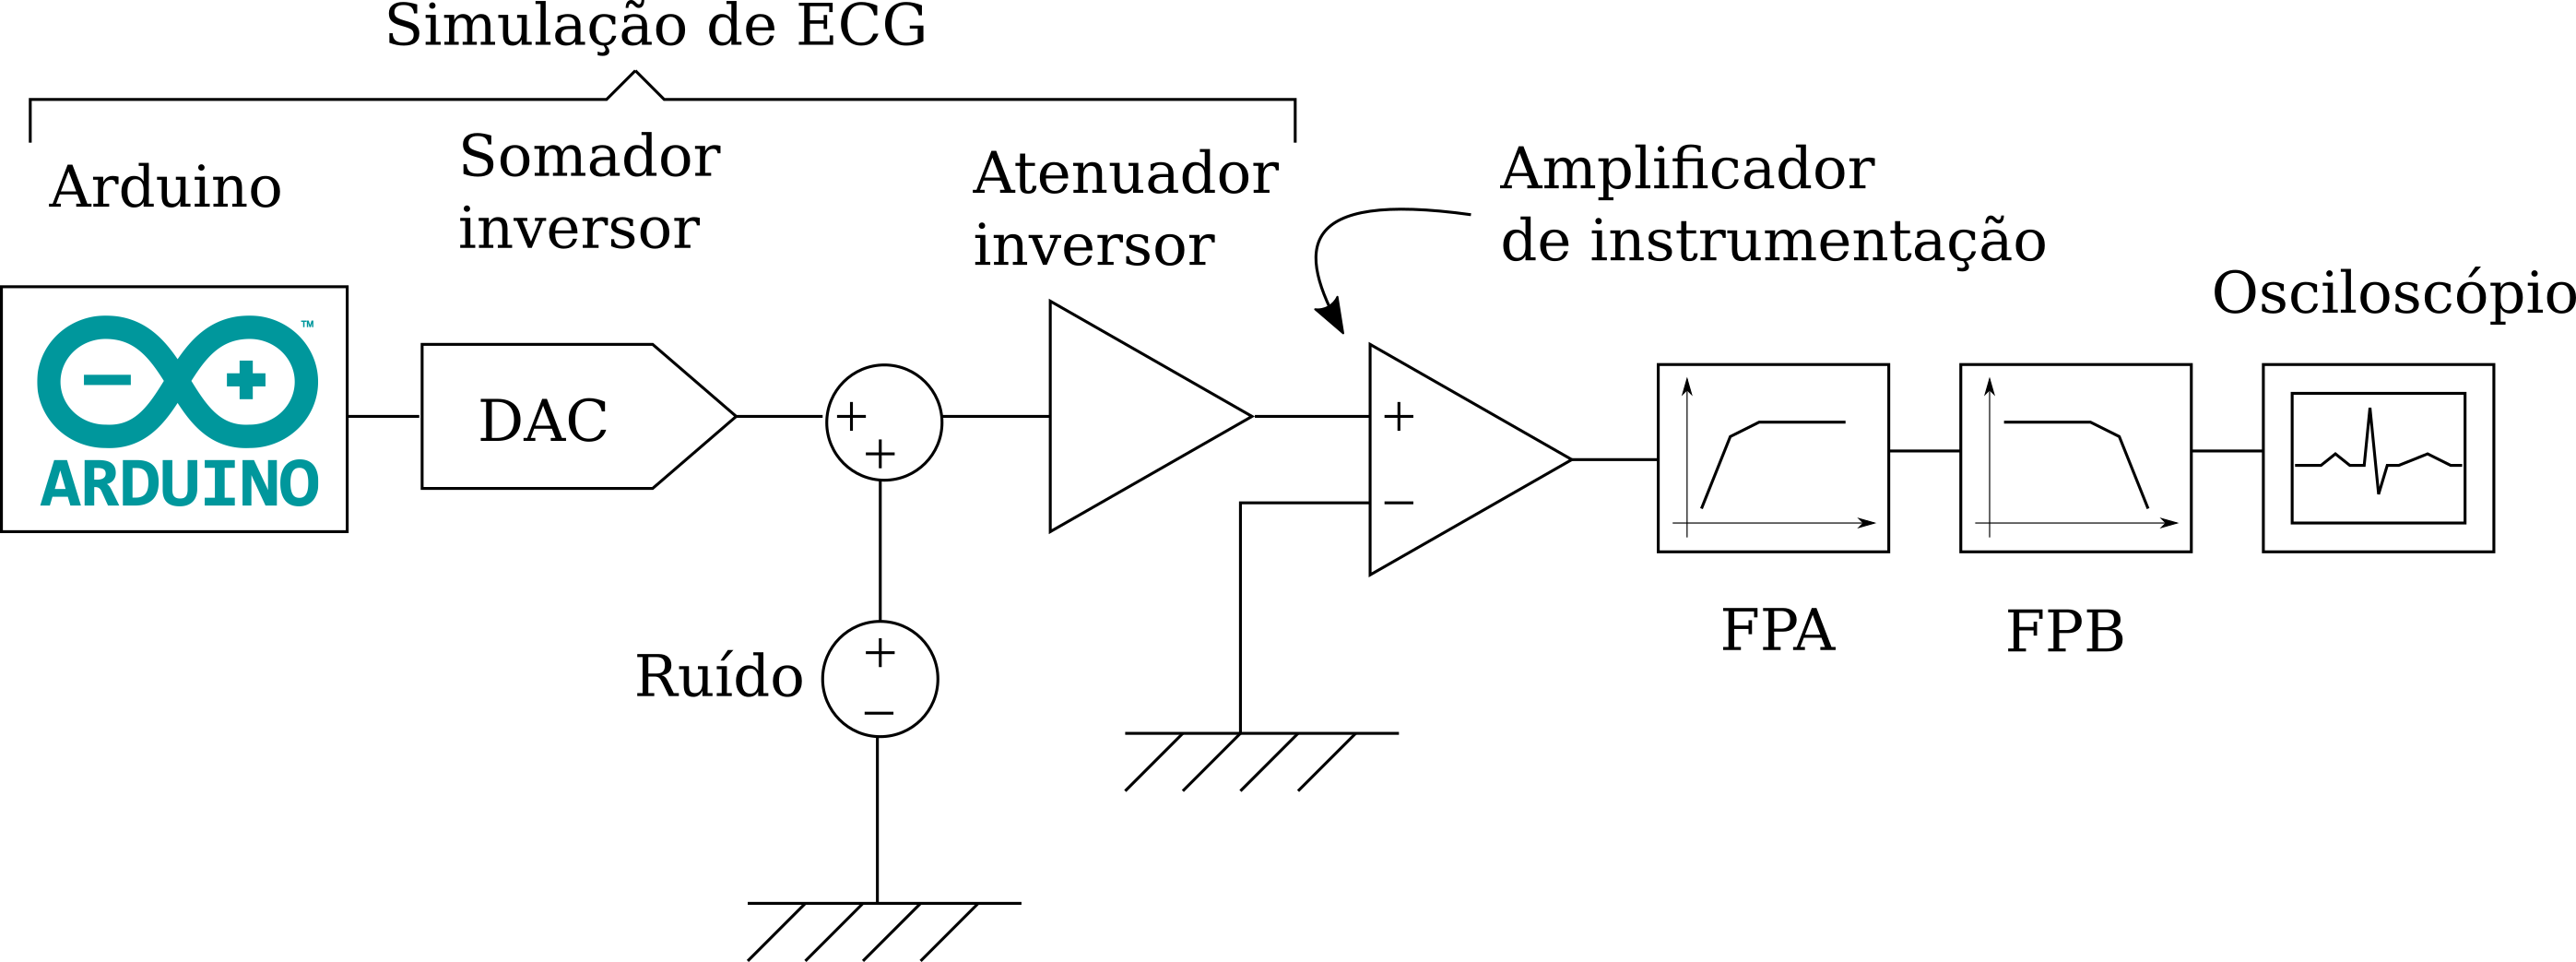 Simulação de ECG
Arduino
Somador
inversor
Atenuador
inversor
Amplificador
de instrumentação
Osciloscópio
TM
ARDUINO
DAC
+
+
+
−
FPA
FPB
Ruído
+
−